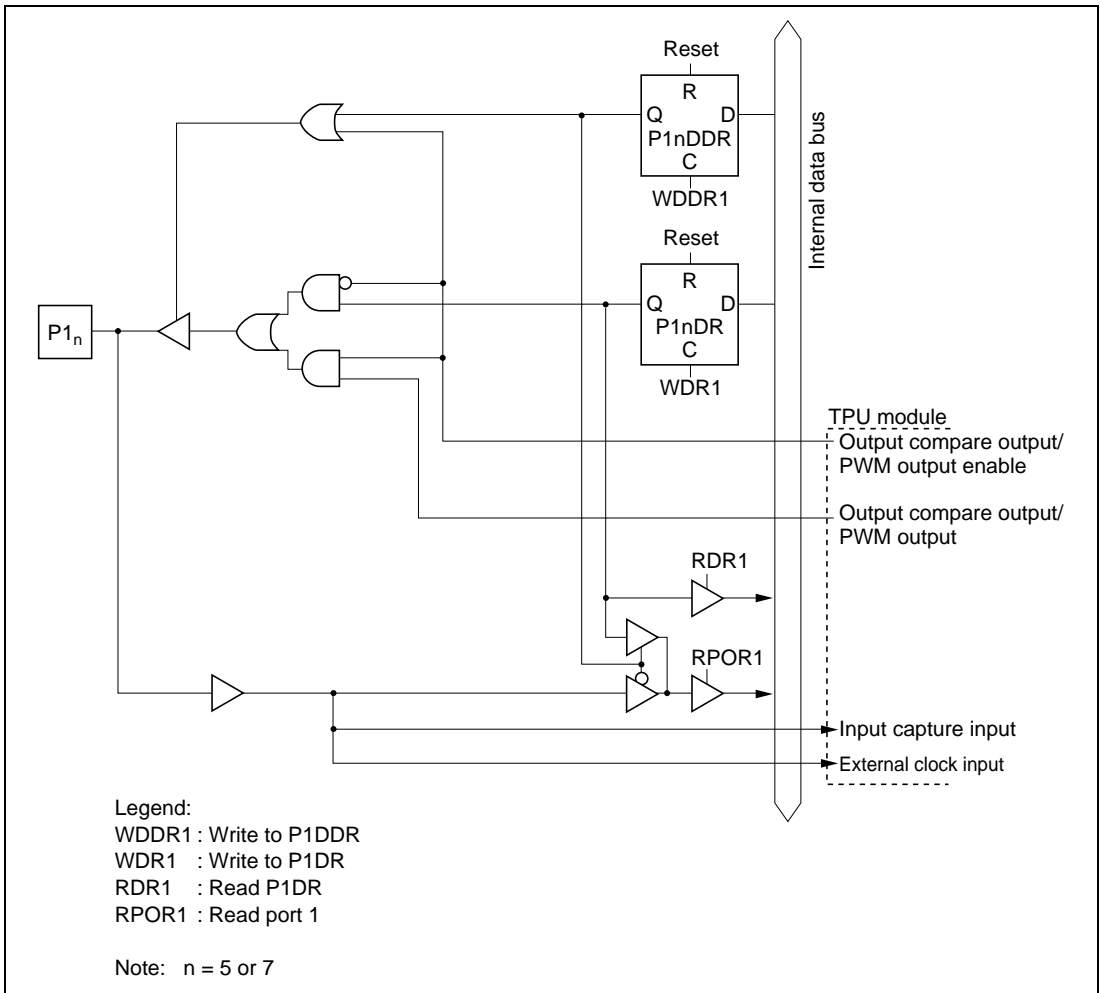 Reset
R
Q D
P1nDDR
C
WDDR1
Internal data bus
Reset
R
Q D
P1nDR
C
WDR1
P1n
TPU module
Output compare output/
PWM output enable
Output compare output/
PWM output
RDR1
RPOR1
Input capture input
External clock input
Legend:
WDDR1 : Write to P1DDR
WDR1 : Write to P1DR
RDR1 : Read P1DR
RPOR1 : Read port 1
Note: n = 5 or 7